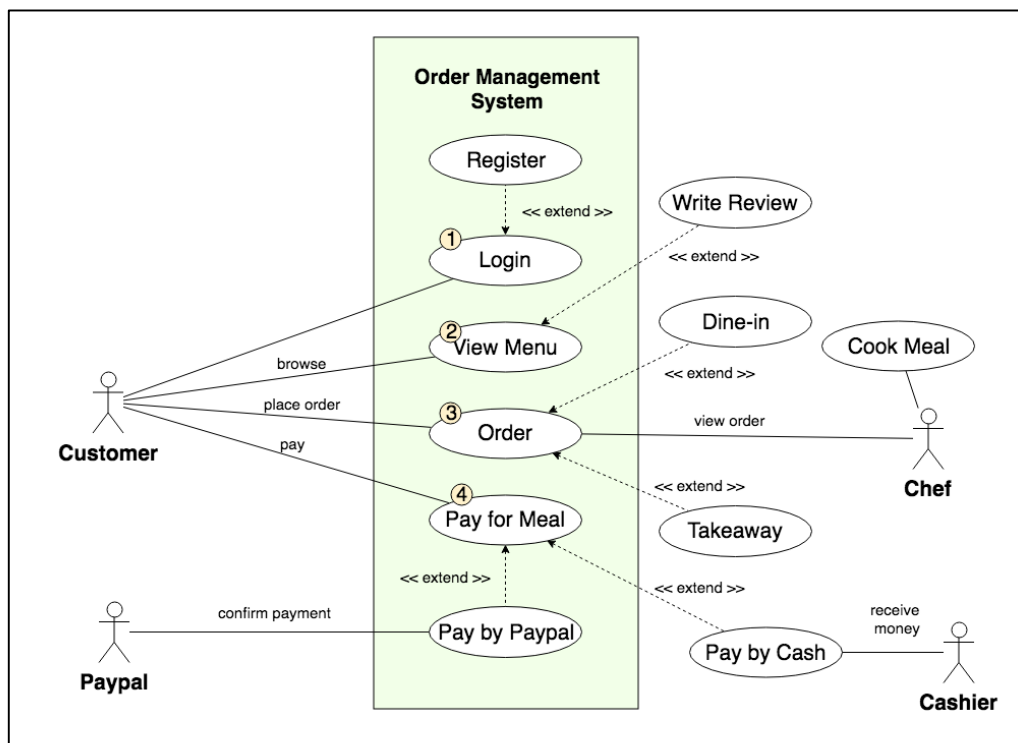 Order Management
System
Register
<< extend >>
Write Review
1
Login
<< extend >>
Dine-in
2
View Menu
Cook Meal
browse
<< extend >>
place order
3
Order
view order
Customer
pay
Chef
4
<< extend >>
Pay for Meal
Takeaway
<< extend >>
<< extend >>
confirm payment
receive
money
Pay by Paypal
Pay by Cash
Paypal
Cashier